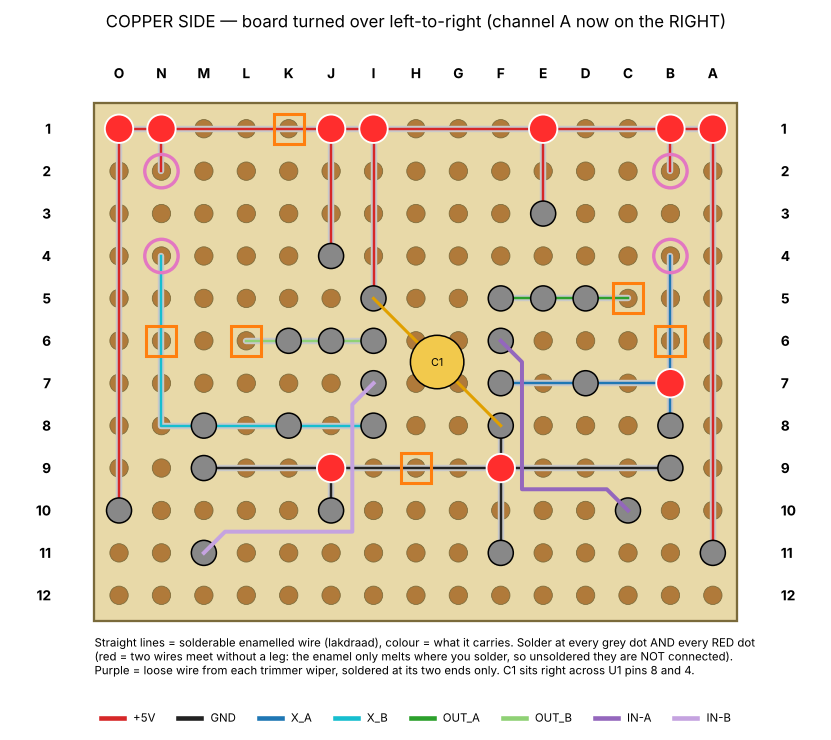 COPPER SIDE — board turned over left-to-right (channel A now on the RIGHT)
O N M L K J I H G F E D C B A
1 1
2 2
3 3
4 4
5 5
6 6
C1
7 7
8 8
9 9
10 10
11 11
12 12
Straight lines = solderable enamelled wire (lakdraad), colour = what it carries. Solder at every grey dot AND every RED dot
(red = two wires meet without a leg: the enamel only melts where you solder, so unsoldered they are NOT connected).
Purple = loose wire from each trimmer wiper, soldered at its two ends only. C1 sits right across U1 pins 8 and 4.
+5V GND X_A X_B OUT_A OUT_B IN-A IN-B